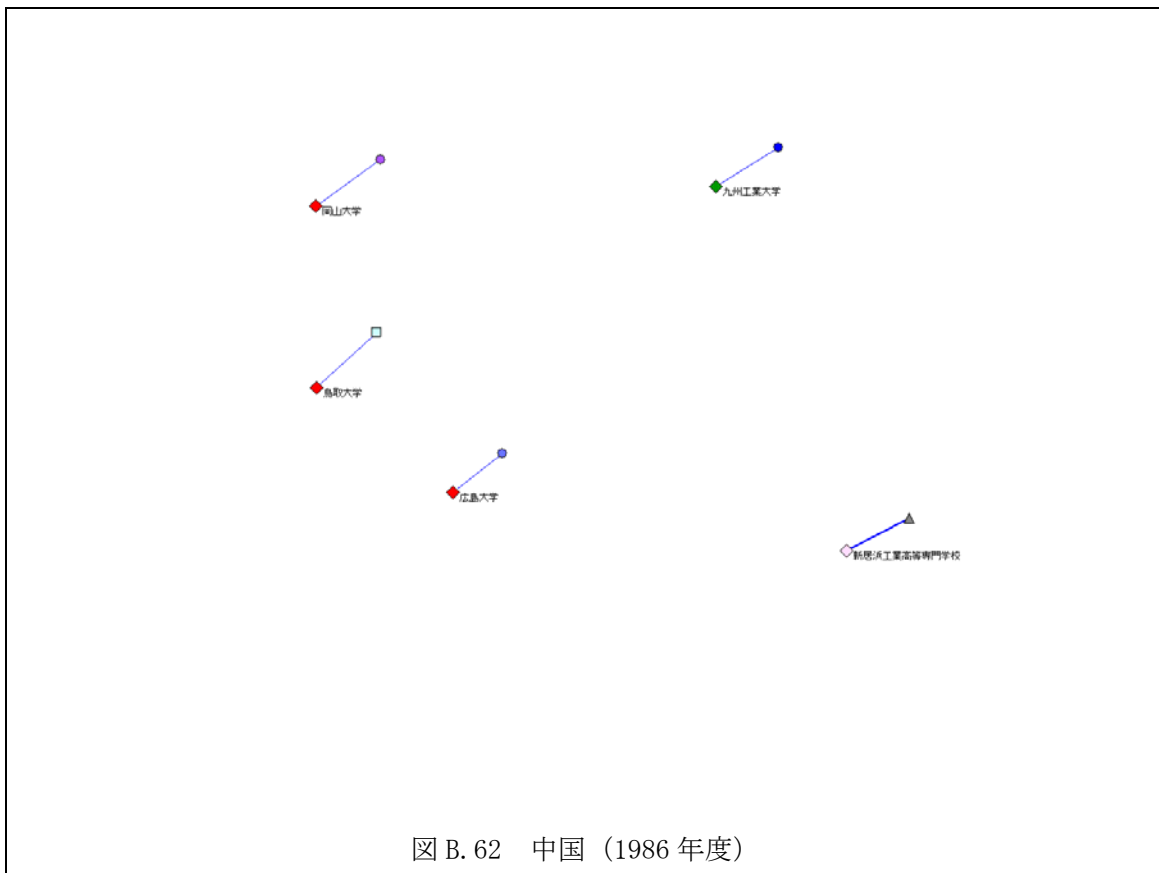 岡山大学
九州工業大学
鳥取大学
広島大学
新居浜工業高等専門学校
図 B.62 中国（1986 年度）